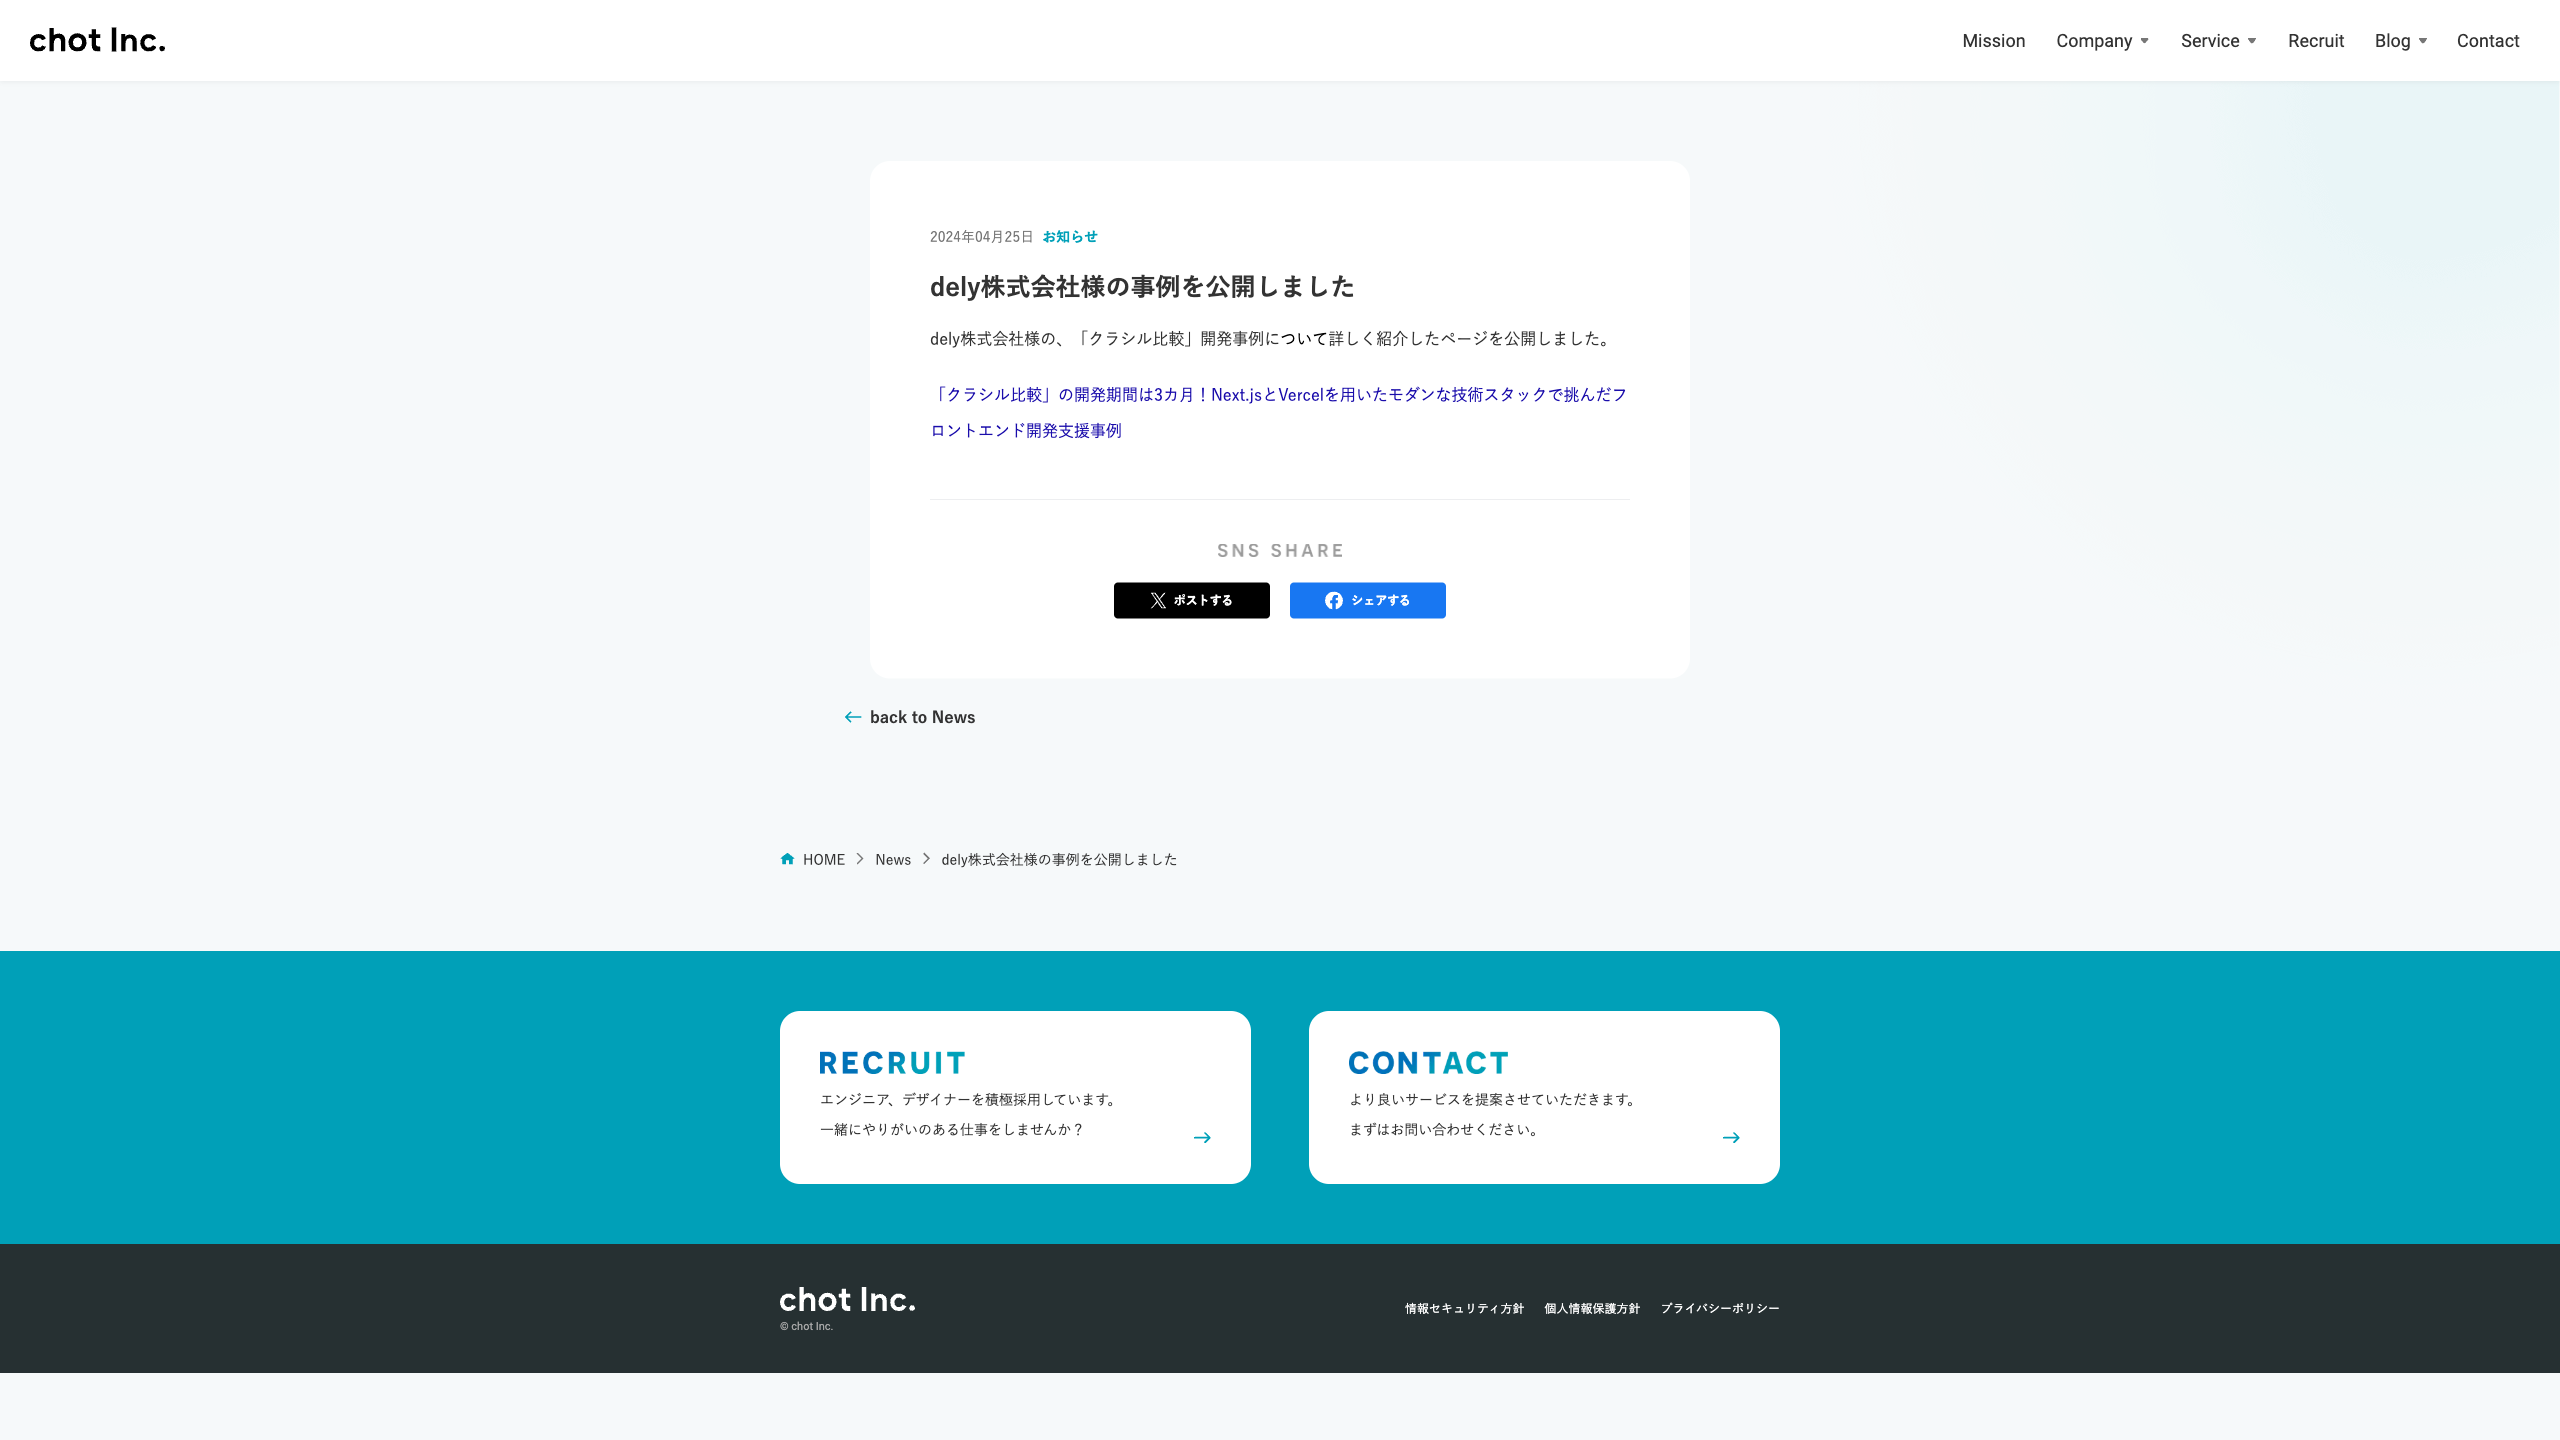 chot Inc.
Mission Company Service Recruit Blog Contact
2024年04月25日 お知らせ
dely株式会社様の事例を公開しました
dely株式会社様の、「クラシル比較」開発事例について詳しく紹介したページを公開しました。
「クラシル比較」の開発期間は3カ月！Next.jsとVercelを用いたモダンな技術スタックで挑んだフ
ロントエンド開発支援事例
SNS SHARE
ポストする シェアする
back to News
HOME News dely株式会社様の事例を公開しました
RECRUIT
エンジニア、デザイナーを積極採用しています。
一緒にやりがいのある仕事をしませんか？
CONTACT
より良いサービスを提案させていただきます。
まずはお問い合わせください。
chot Inc.
© chot Inc.
情報セキュリティ方針 個人情報保護方針 プライバシーポリシー